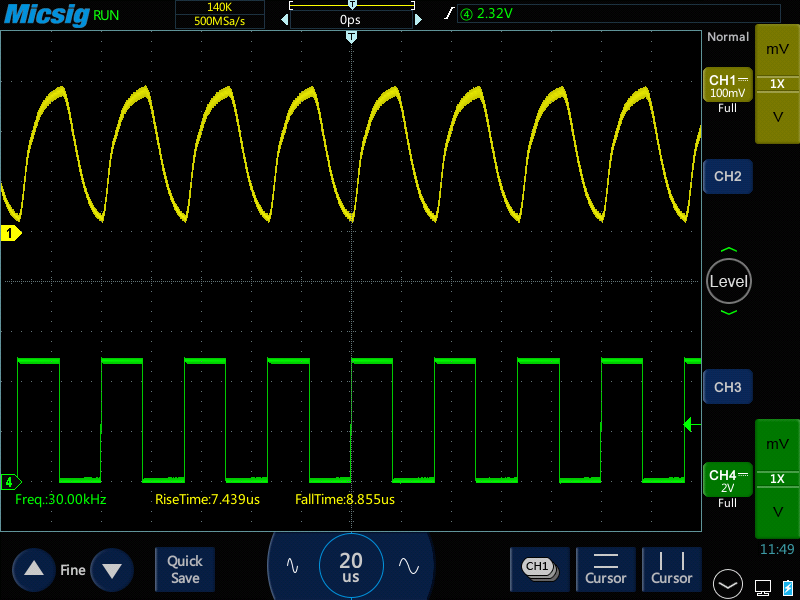 Micsig RUN
140K
500MSa/s
T
0ps
4 2.32V
T
Normal
mV
CH1
100mV
1X
Full
V
CH2
1
Level
CH3
mV
CH4
2V
1X
4
Full
V
Freq.:30.00kHz RiseTime:7.439us FallTime:8.855us
11:49
Fine
Quick
Save
20
us
CH1
Cursor
Cursor